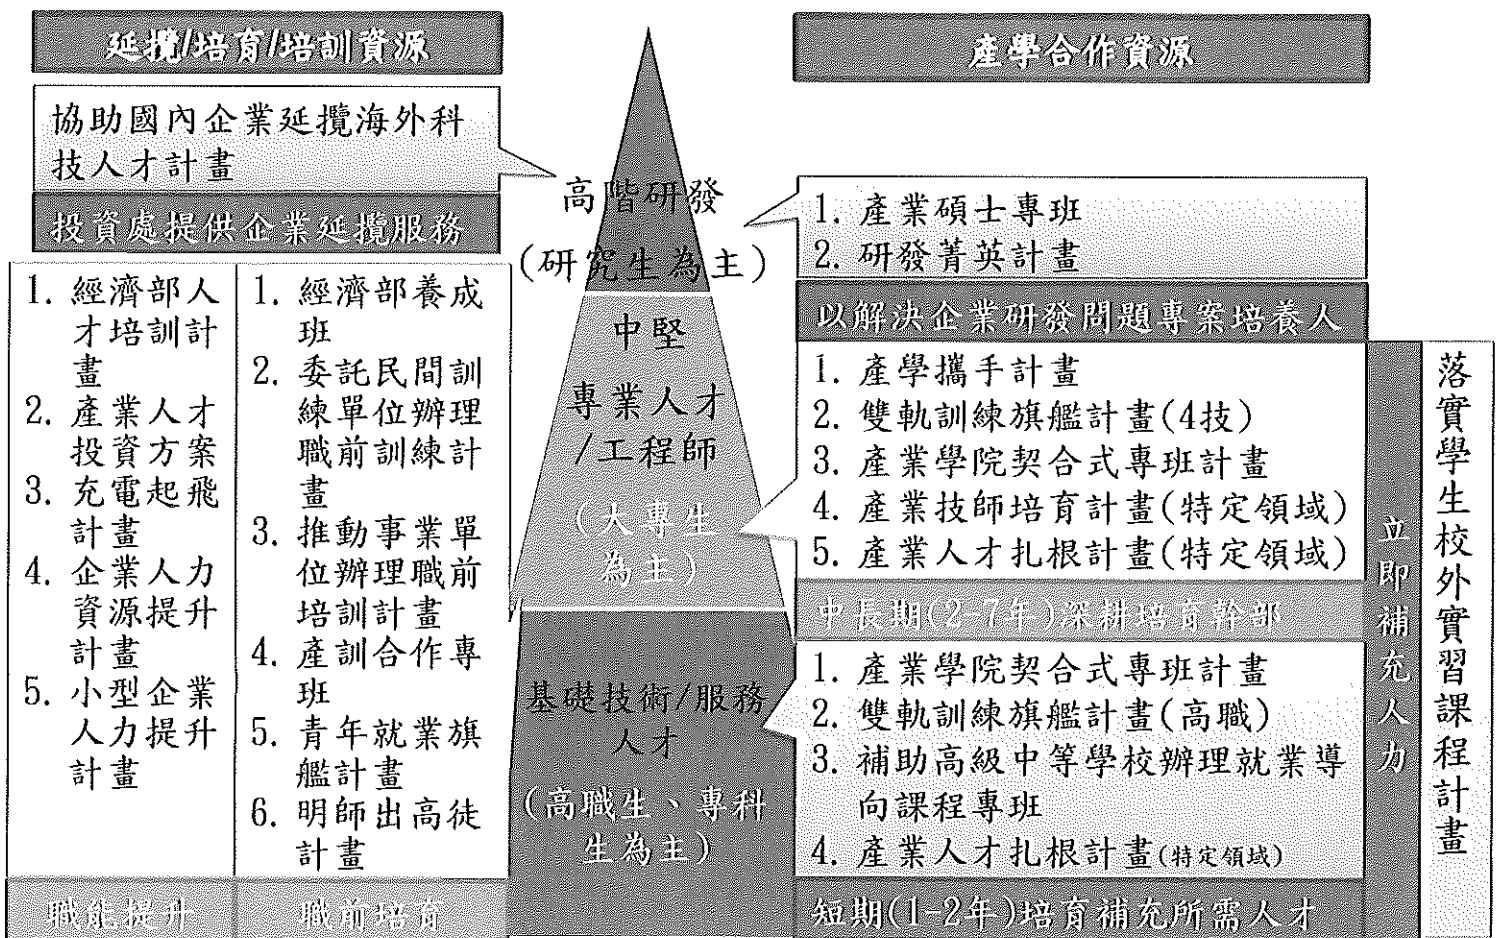 延攬/培育/培訓資源
協助國內企業延攬海外科
技人才計畫
投資處提供企業延攬服務
1. 經濟部人
才培訓計
畫
2. 產業人才
投資方案
3. 充電起飛
計畫
4. 企業人力
資源提升
計畫
5. 小型企業
人力提升
計畫
職能提升
1. 經濟部養成
班
2. 委託民間訓
練單位辦理
職前訓練計
畫
3. 推動事業單
位辦理職前
培訓計畫
4. 產訓合作專
班
5. 青年就業旗
艦計畫
6. 明師出高徒
計畫
職前培育
高階研發
(研究生為主)
中堅
專業人才
/工程師
(大專生
為主)
基礎技術/服務
人才
(高職生、專科
生為主)
產學合作資源
1. 產業碩士專班
2. 研發菁英計畫
以解決企業研發問題專案培養人
1. 產學攜手計畫
2. 雙軌訓練旗艦計畫(4技)
3. 產業學院契合式專班計畫
4. 產業技師培育計畫(特定領域)
5. 產業人才扎根計畫(特定領域)
中長期(2-7年)深耕培育幹部
1. 產業學院契合式專班計畫
2. 雙軌訓練旗艦計畫(高職)
3. 補助高級中等學校辦理就業導
向課程專班
4. 產業人才扎根計畫(特定領域)
短期(1-2年)培育補充所需人才
立即補充人力
落實學生校外實習課程計畫